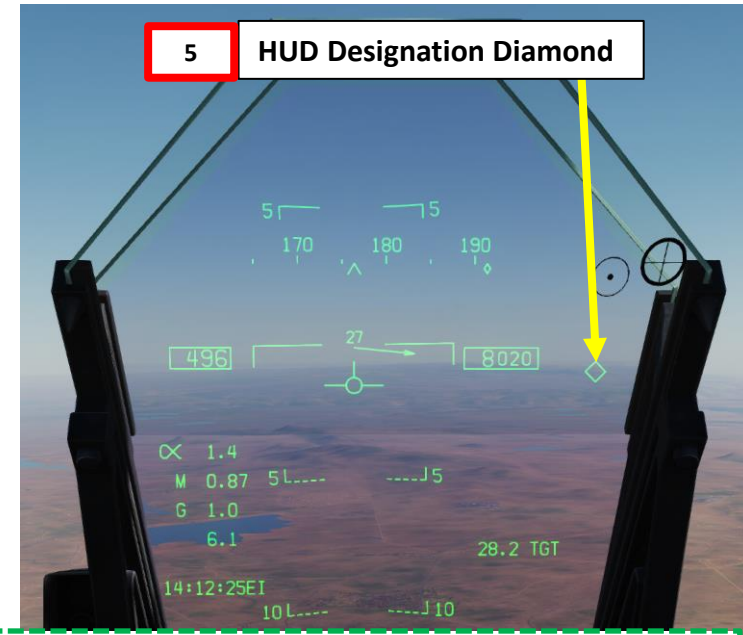 5 HUD Designation Diamond
5 5
170 180 190
27
496 8020
α 1.4
M 0.87 5 5
G 1.0
6.1
28.2 TGT
14:12:25EI
10 10